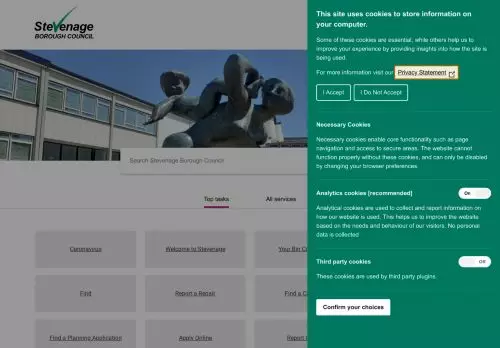 Stevenage
BOROUGH COUNCIL
Search Stevenage Borough Council
Top tasks
All services
Coronavirus
Welcome to Stevenage
Your Bin C
Find
Report a Repair
Find a C
Find a Planning Application
Apply Online
Report
This site uses cookies to store information on
your computer.
Some of these cookies are essential, while others help us to
improve your experience by providing insights into how the site is
being used.
For more information visit our Privacy Statement
I Accept
I Do Not Accept
Necessary Cookies
Necessary cookies enable core functionality such as page
navigation and access to secure areas. The website cannot
function properly without these cookies, and can only be disabled
by changing your browser preferences.
Analytics cookies [recommended]
On
Analytical cookies are used to collect and report information on
how our website is used. This helps us to improve the website
based on the needs and behaviour of our visitors. No personal
data is collected
Third party cookies
Off
These cookies are used by third party plugins.
Confirm your choices